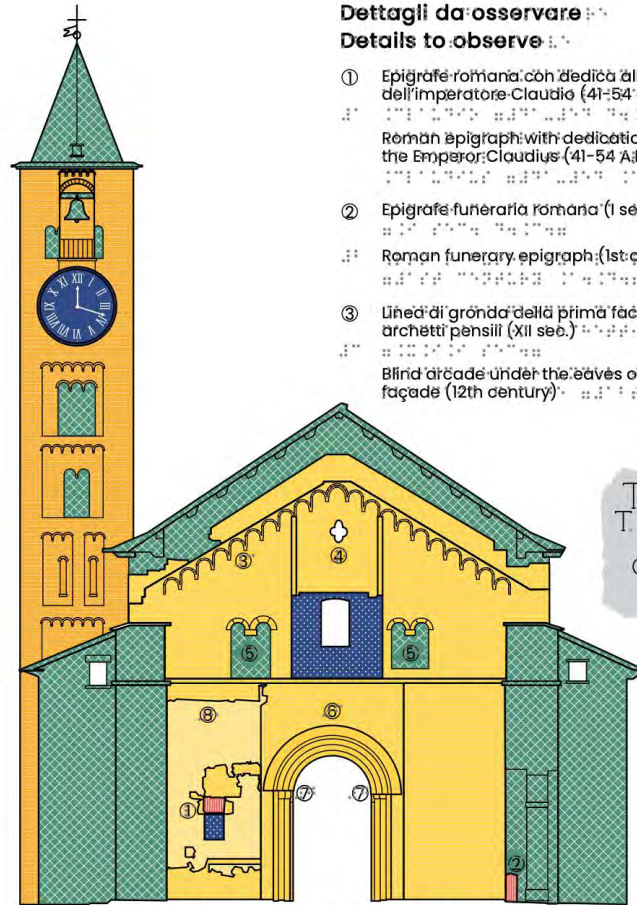 Dettagli da osservare
Details to observe
① Epigrafe romana con dedica al
dell'imperatore Claudio (41-54
Roman epigraph with dedicatio
the Emperor Claudius (41-54 A.
② Epigrafe funeraria romana (I se
Roman funerary epigraph (1st c
③ Linea di gronda della prima fac
archetti pensili (XII sec.)
Blind arcade under the eaves o
façade (12th century)
T
T.
③
④
⑤
⑤
⑧
⑥
⑦
⑦
①
②